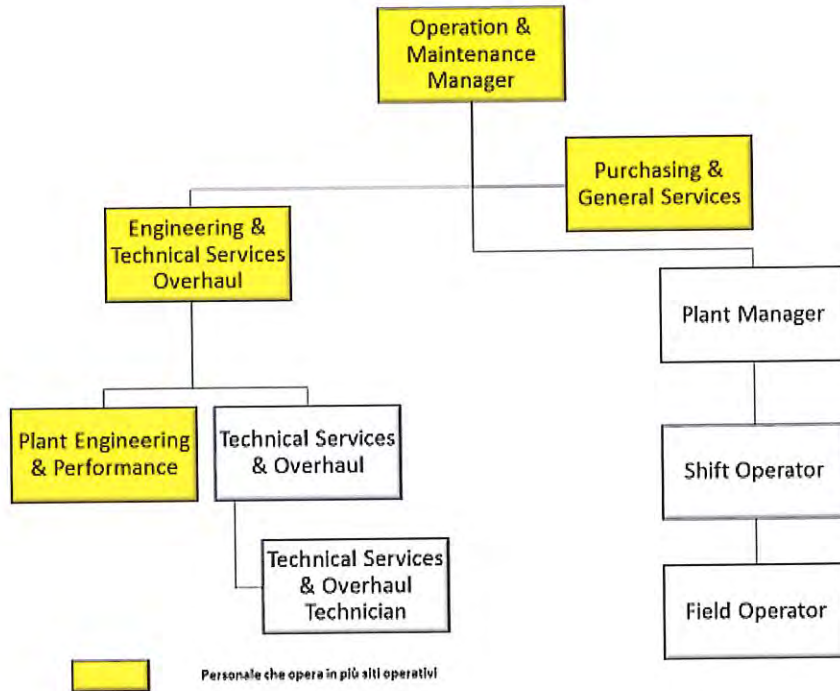 Operation &
Maintenance
Manager
Purchasing &
General Services
Engineering &
Technical Services
Overhaul
Plant Manager
Plant Engineering
& Performance
Technical Services
& Overhaul
Shift Operator
Technical Services
& Overhaul
Technician
Field Operator
Personale che opera in più siti operativi